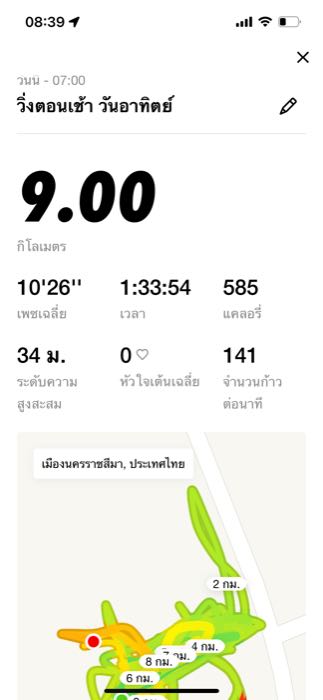 08:39
วันนี้ - 07:00
วิ่งตอนเช้า วันอาทิตย์
9.00
กิโลเมตร
10'26'' 1:33:54 585
เพซเฉลี่ย เวลา แคลอรี่
34 ม. 0 141
ระดับความ หัวใจเต้นเฉลี่ย จำนวนก้าว
สูงสะสม ต่อนาที
เมืองนครราชสีมา, ประเทศไทย
2 กม.
4 กม.
8 กม.
6 กม.